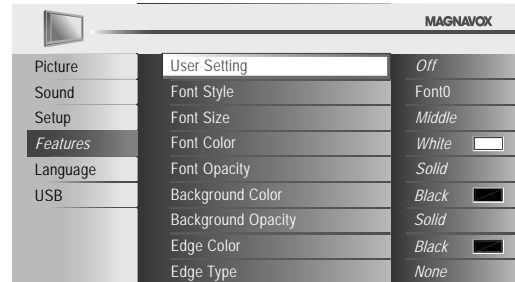 MAGNAVOX
Picture
Sound
Setup
Features
Language
USB
User Setting Off
Font Style Font0
Font Size Middle
Font Color White
Font Opacity Solid
Background Color Black
Background Opacity Solid
Edge Color Black
Edge Type None